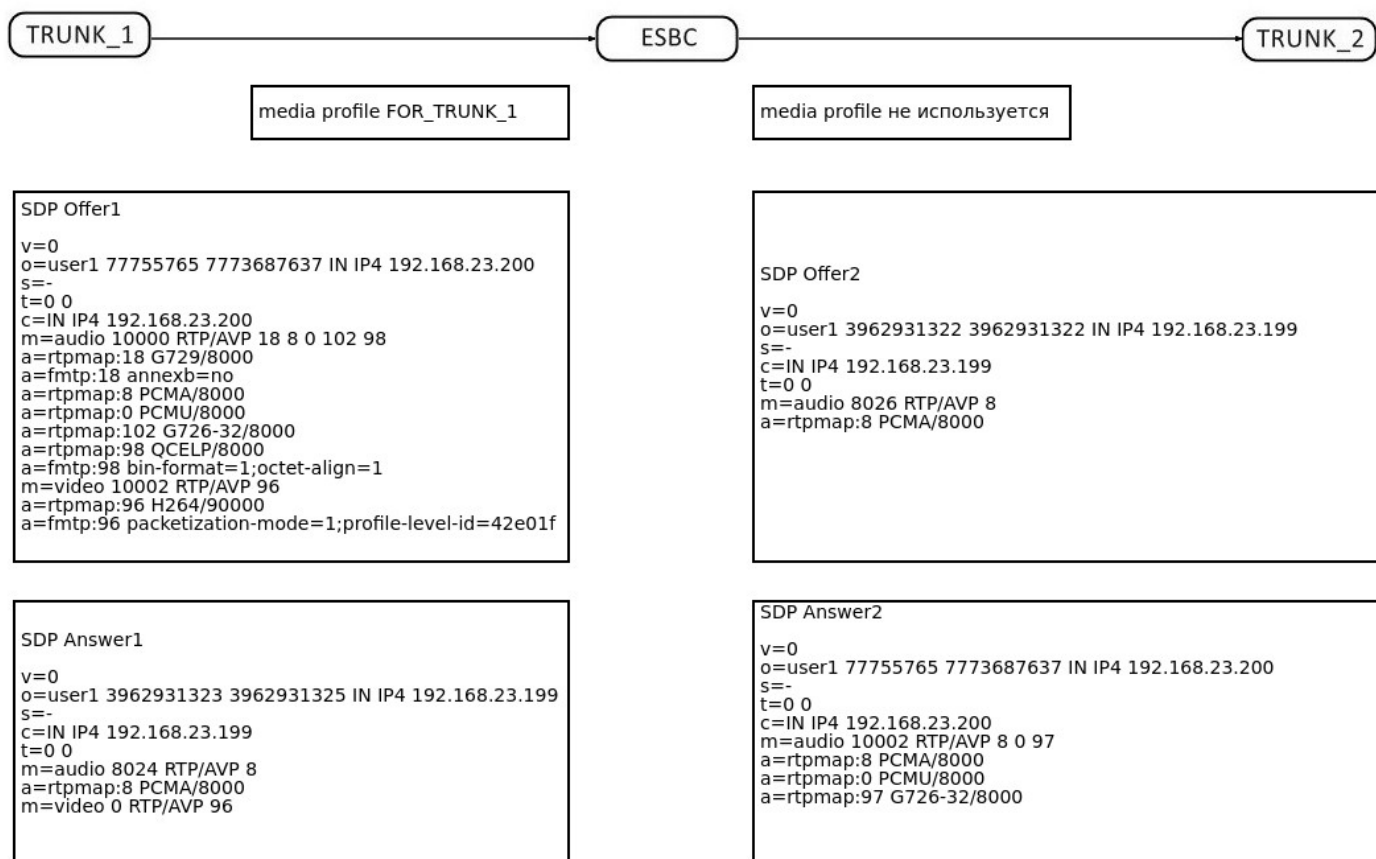 TRUNK_1
ESBC
TRUNK_2
media profile FOR_TRUNK_1
media profile не используется
SDP Offer1
v=0
o=user1 77755765 7773687637 IN IP4 192.168.23.200
s=-
t=0 0
c=IN IP4 192.168.23.200
m=audio 10000 RTP/AVP 18 8 0 102 98
a=rtpmap:18 G729/8000
a=fmtp:18 annexb=no
a=rtpmap:8 PCMA/8000
a=rtpmap:0 PCMU/8000
a=rtpmap:102 G726-32/8000
a=rtpmap:98 QCELP/8000
a=fmtp:98 bin-format=1;octet-align=1
m=video 10002 RTP/AVP 96
a=rtpmap:96 H264/90000
a=fmtp:96 packetization-mode=1;profile-level-id=42e01f
SDP Offer2
v=0
o=user1 3962931322 3962931322 IN IP4 192.168.23.199
s=-
c=IN IP4 192.168.23.199
t=0 0
m=audio 8026 RTP/AVP 8
a=rtpmap:8 PCMA/8000
SDP Answer1
v=0
o=user1 3962931323 3962931325 IN IP4 192.168.23.199
s=-
c=IN IP4 192.168.23.199
t=0 0
m=audio 8024 RTP/AVP 8
a=rtpmap:8 PCMA/8000
m=video 0 RTP/AVP 96
SDP Answer2
v=0
o=user1 77755765 7773687637 IN IP4 192.168.23.200
s=-
t=0 0
c=IN IP4 192.168.23.200
m=audio 10002 RTP/AVP 8 0 97
a=rtpmap:8 PCMA/8000
a=rtpmap:0 PCMU/8000
a=rtpmap:97 G726-32/8000